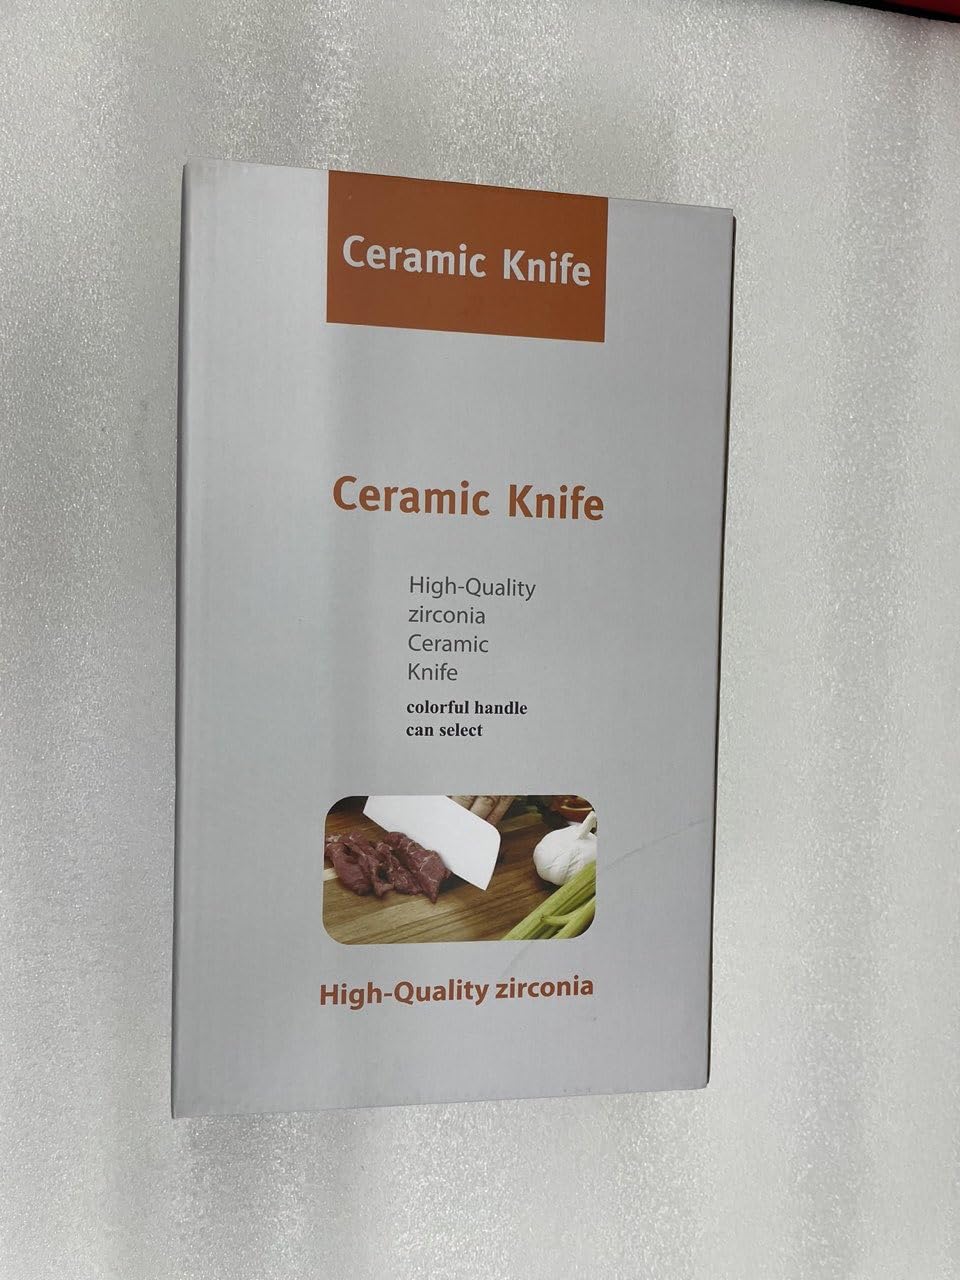 Ceramic Knife
Ceramic Knife
High-Quality
zirconia
Ceramic
Knife
colorful handle
can select
High-Quality zirconia